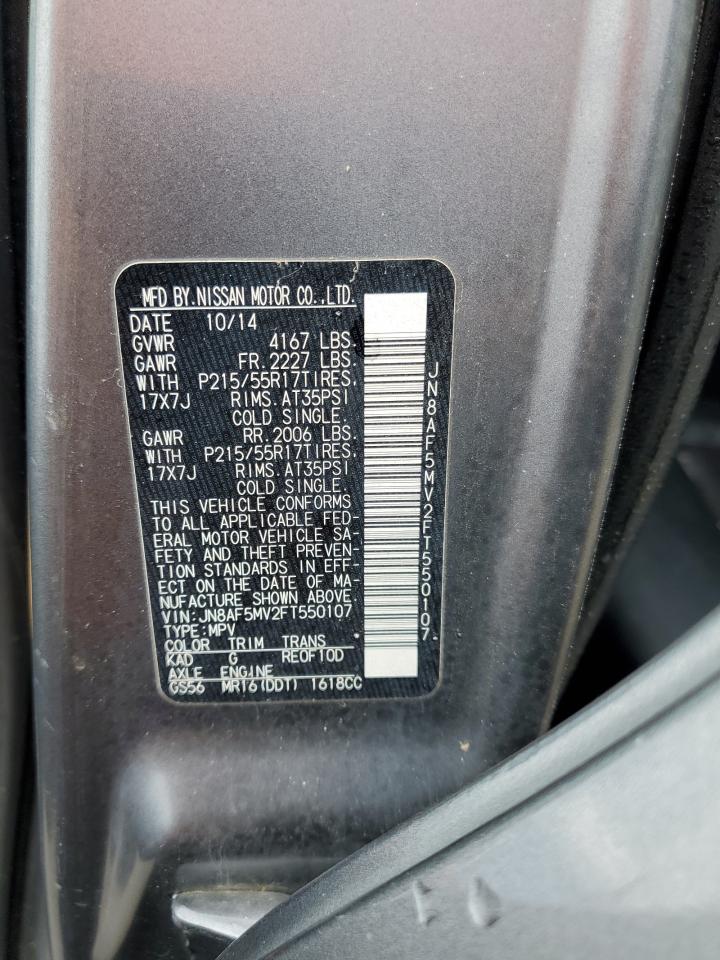 MFD BY.NISSAN MOTOR CO.,LTD.
DATE 10/14
GVWR 4167 LBS.
GAWR FR.2227 LBS.
WITH P215/55R17TIRES,
17X7J RIMS.AT35PSI
COLD SINGLE.
GAWR RR.2006 LBS.
WITH P215/55R17TIRES,
17X7J RIMS.AT35PSI
COLD SINGLE.
THIS VEHICLE CONFORMS
TO ALL APPLICABLE FED-
ERAL MOTOR VEHICLE SA-
FETY AND THEFT PREVEN-
TION STANDARDS IN EFF-
ECT ON THE DATE OF MA-
NUFACTURE SHOWN ABOVE.
VIN:JN8AF5MV2FT550107
TYPE:MPV
COLOR TRIM TRANS
KAD G RE0F10D
AXLE ENGINE
GS56 MR16(DDT) 1618CC
JN8AF5MV2FT550107